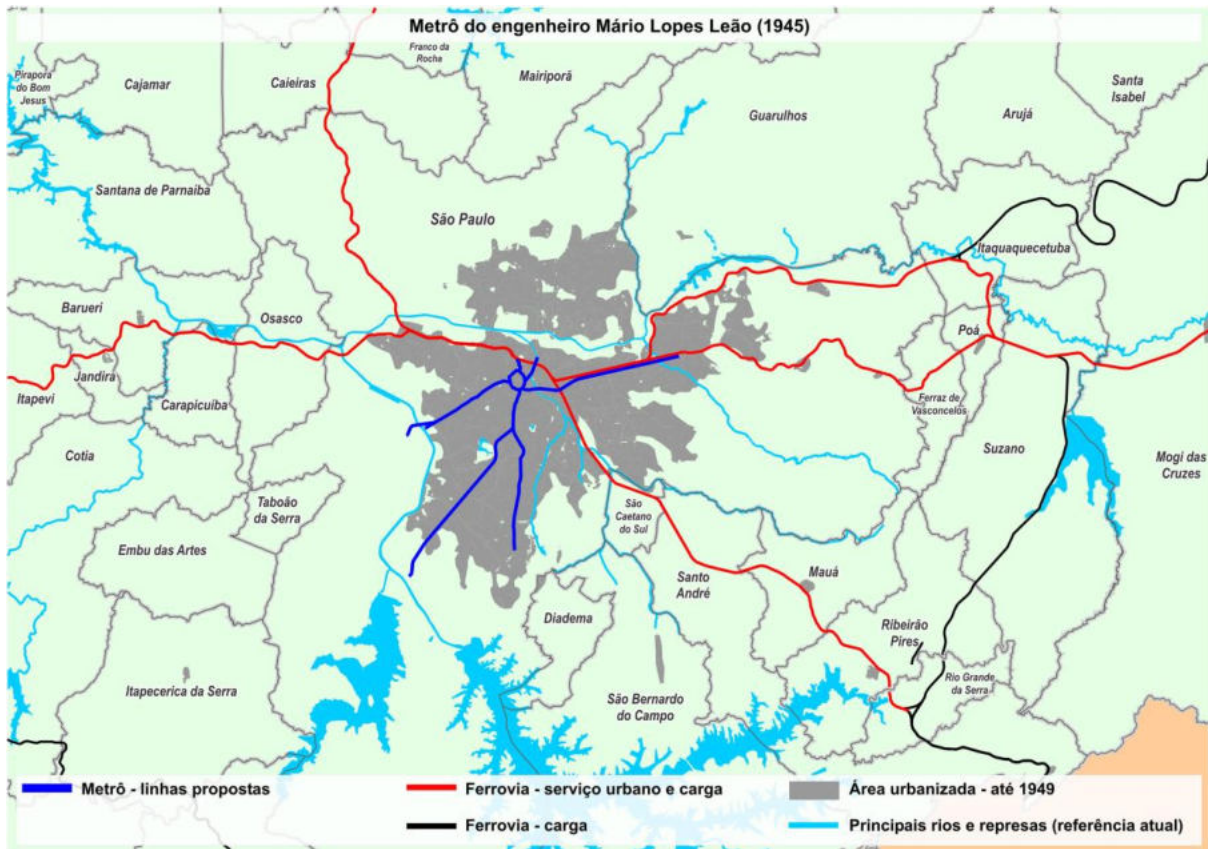 Metrô do engenheiro Mário Lopes Leão (1945)
Franco da
Rocha
Pirapora
do Bom
Jesus
Cajamar
Caieiras
Mairiporã
Santa
Isabel
Guarulhos
Arujá
Santana de Parnaíba
São Paulo
Itaquaquecetuba
Barueri
Osasco
Poá
Jandira
Itapevi
Carapicuíba
Ferraz de
Vasconcelos
Cotia
Suzano
Mogi das
Cruzes
Taboão
da Serra
São
Caetano
do Sul
Embu das Artes
Santo
André
Mauá
Diadema
Ribeirão
Pires
Itapecerica da Serra
São Bernardo
do Campo
Rio Grande
da Serra
Metrô - linhas propostas
Ferrovia - serviço urbano e carga
Área urbanizada - até 1949
Ferrovia - carga
Principais rios e represas (referência atual)